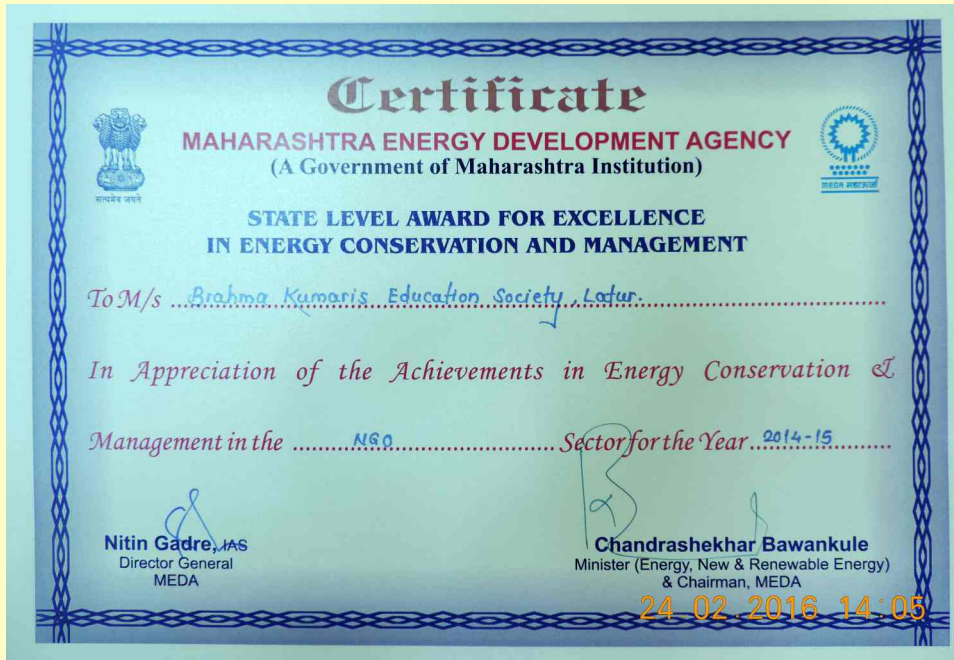 Certificate
MAHARASHTRA ENERGY DEVELOPMENT AGENCY
(A Government of Maharashtra Institution)
सत्यमेव जयते
MEDA महाऊर्जा
STATE LEVEL AWARD FOR EXCELLENCE
IN ENERGY CONSERVATION AND MANAGEMENT
To M/s ...Brahma Kumaris Education Society, Latur.
In Appreciation of the Achievements in Energy Conservation &
Management in the ......NGO...... Sector for the Year..2014-15......
Nitin Gadre, IAS
Director General
MEDA
Chandrashekhar Bawankule
Minister (Energy, New & Renewable Energy)
& Chairman, MEDA
24.02.2016 14:05